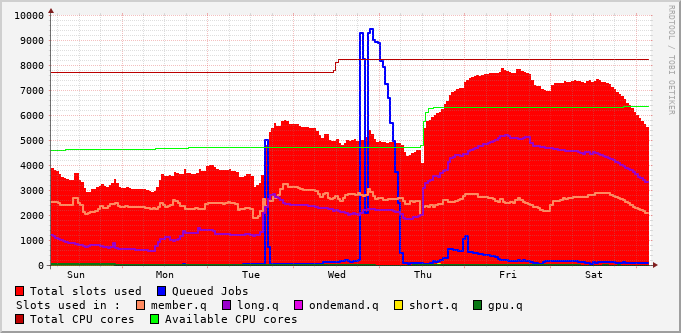 RRDTOOL / TOBI OETIKER
10000
9000
8000
7000
6000
5000
4000
3000
2000
1000
0
Sun Mon Tue Wed Thu Fri Sat
Total slots used Queued Jobs
Slots used in : member.q long.q ondemand.q short.q gpu.q
Total CPU cores Available CPU cores